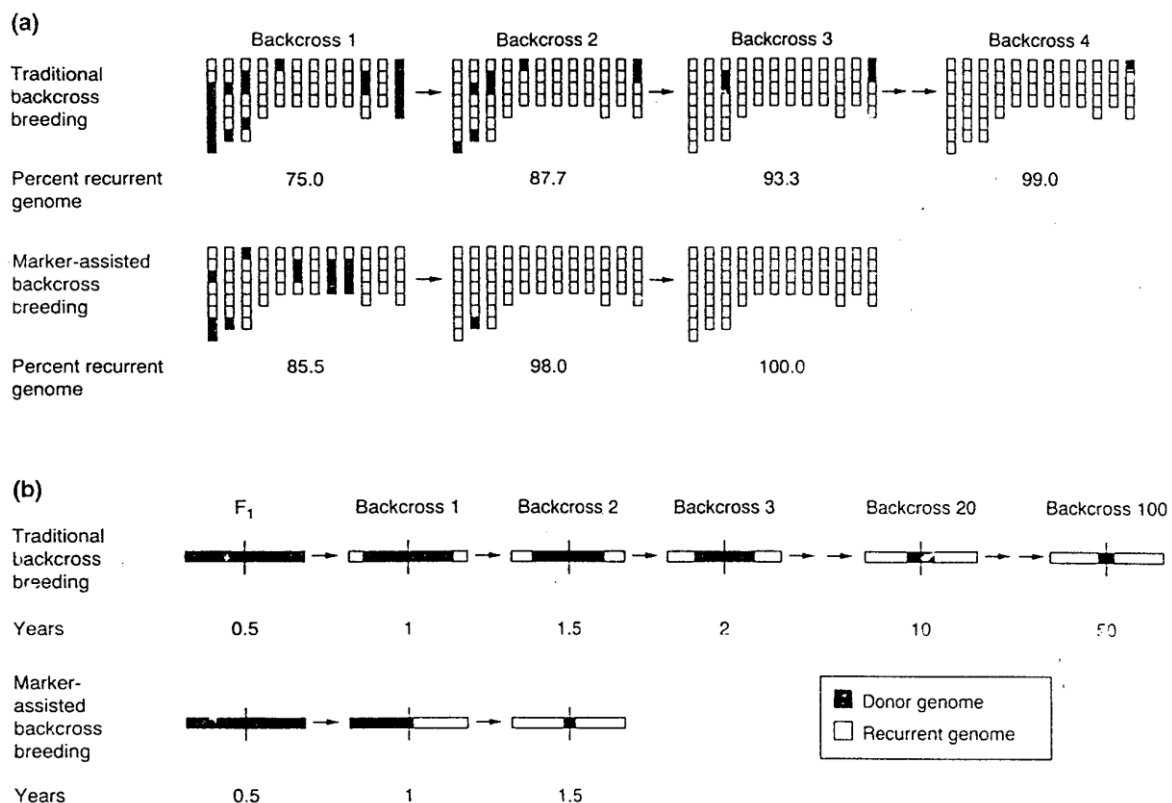 (a)
Backcross 1 Backcross 2 Backcross 3 Backcross 4
Traditional
backcross
breeding
Percent recurrent
genome
75.0 87.7 93.3 99.0
Marker-assisted
backcross
breeding
Percent recurrent
genome
85.5 98.0 100.0
(b)
F1 Backcross 1 Backcross 2 Backcross 3 Backcross 20 Backcross 100
Traditional
backcross
breeding
Years 0.5 1 1.5 2 10 50
Marker-
assisted
backcross
breeding
Donor genome
Recurrent genome
Years 0.5 1 1.5